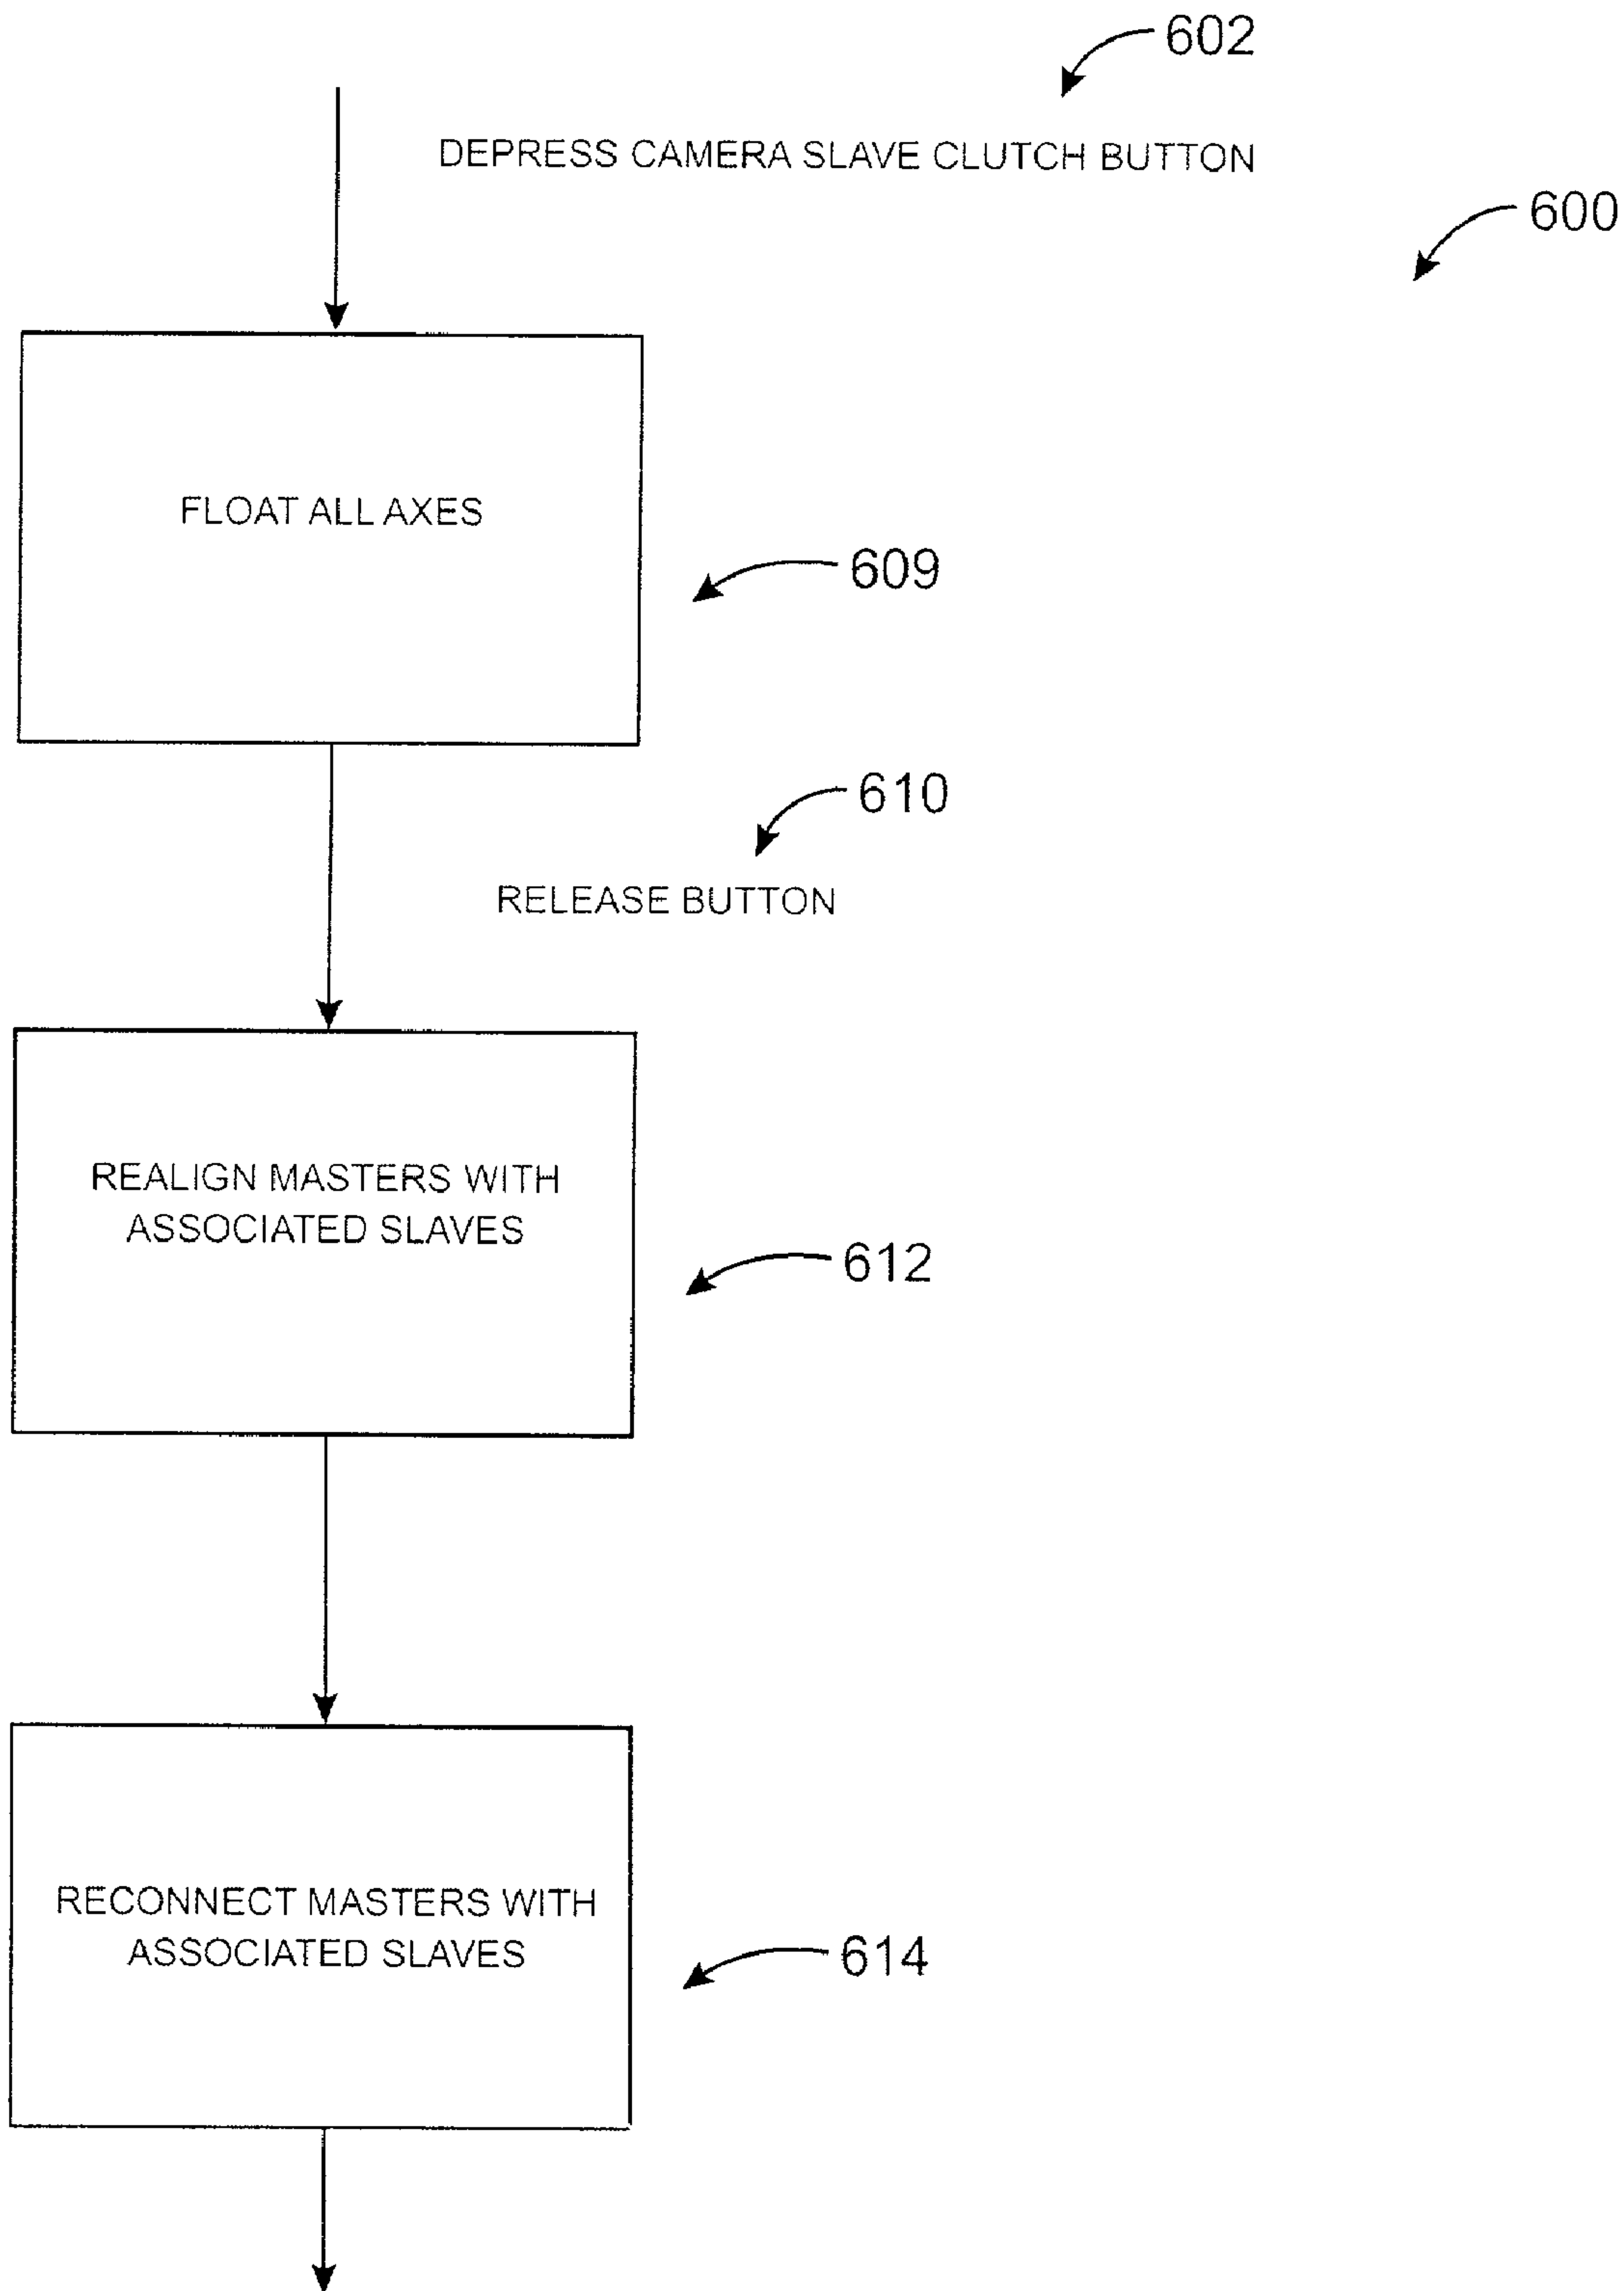 602
DEPRESS CAMERA SLAVE CLUTCH BUTTON
600
FLOAT ALL AXES
609
610
RELEASE BUTTON
REALIGN MASTERS WITH
ASSOCIATED SLAVES
612
RECONNECT MASTERS WITH
ASSOCIATED SLAVES
614